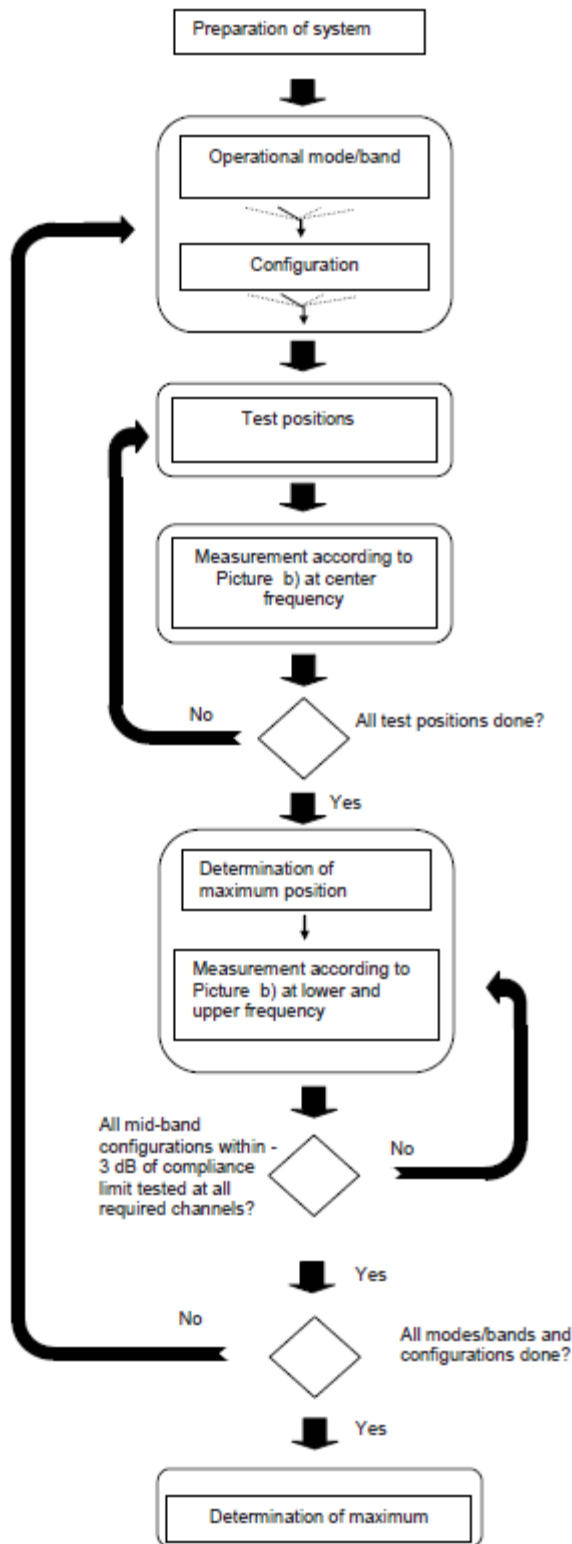 Preparation of system
Operational mode/band
Configuration
Test positions
Measurement according to
Picture b) at center
frequency
No
All test positions done?
Yes
Determination of
maximum position
Measurement according to
Picture b) at lower and
upper frequency
All mid-band
configurations within -
3 dB of compliance
limit tested at all
required channels?
No
Yes
No
All modes/bands and
configurations done?
Yes
Determination of maximum